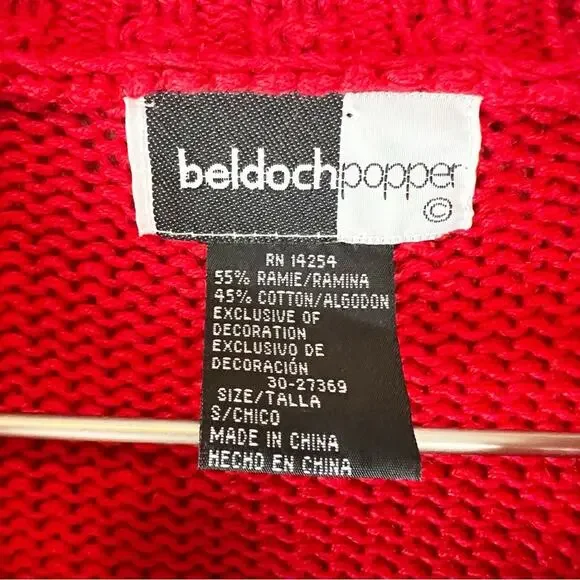 beldochpopper
©
RN 14254
55% RAMIE/RAMINA
45% COTTON/ALGODON
EXCLUSIVE OF
DECORATION
EXCLUSIVO DE
DECORACIÓN
30-27369
SIZE/TALLA
S/CHICO
MADE IN CHINA
HECHO EN CHINA